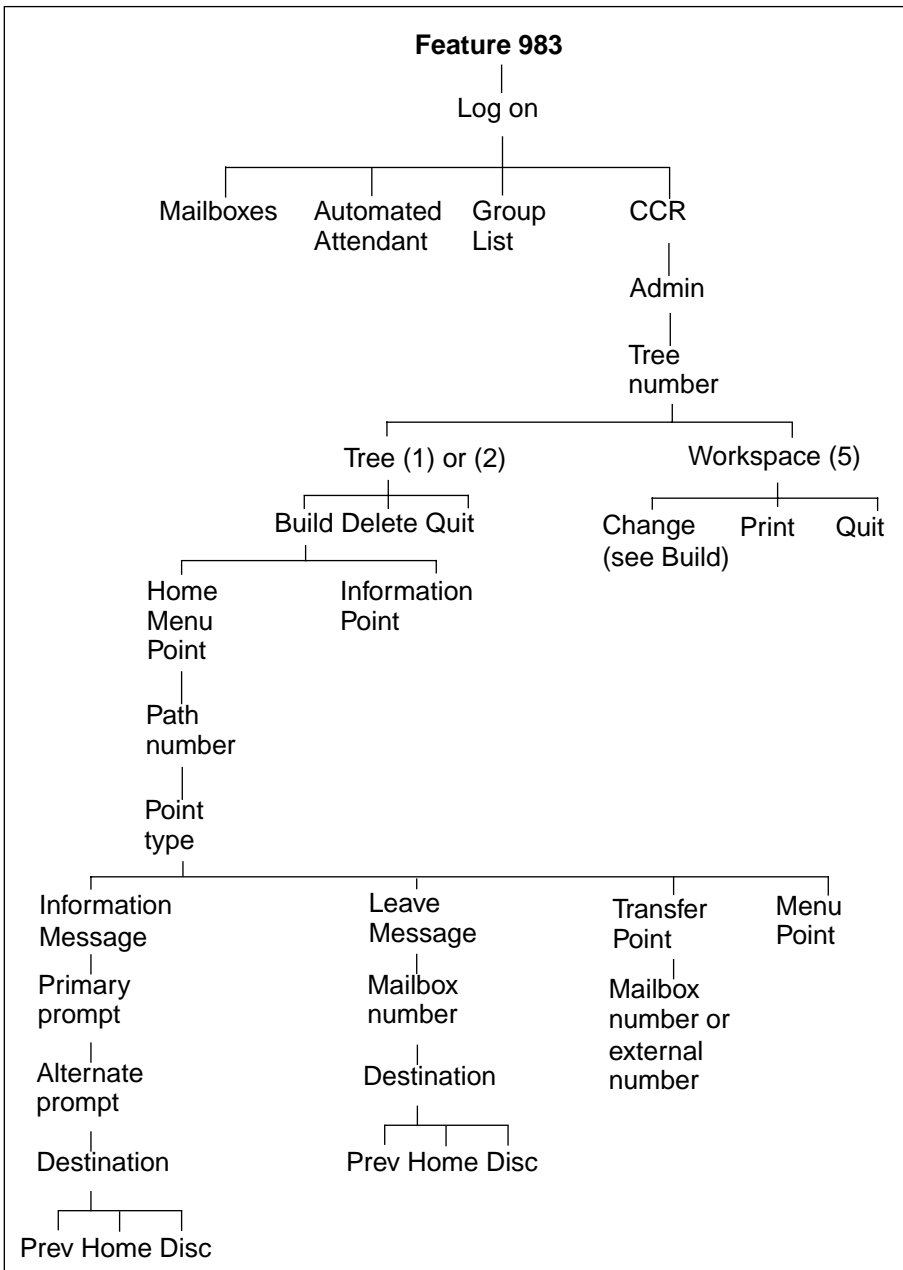 Feature 983
Log on
Mailboxes
Automated
Attendant
Group
List
CCR
Admin
Tree
number
Tree (1) or (2)
Workspace (5)
Build Delete Quit
Change
(see Build)
Print
Quit
Home
Menu
Point
Information
Point
Path
number
Point
type
Information
Message
Leave
Message
Transfer
Point
Menu
Point
Primary
prompt
Mailbox
number
Mailbox
number or
external
number
Alternate
prompt
Destination
Destination
Prev Home Disc
Prev Home Disc